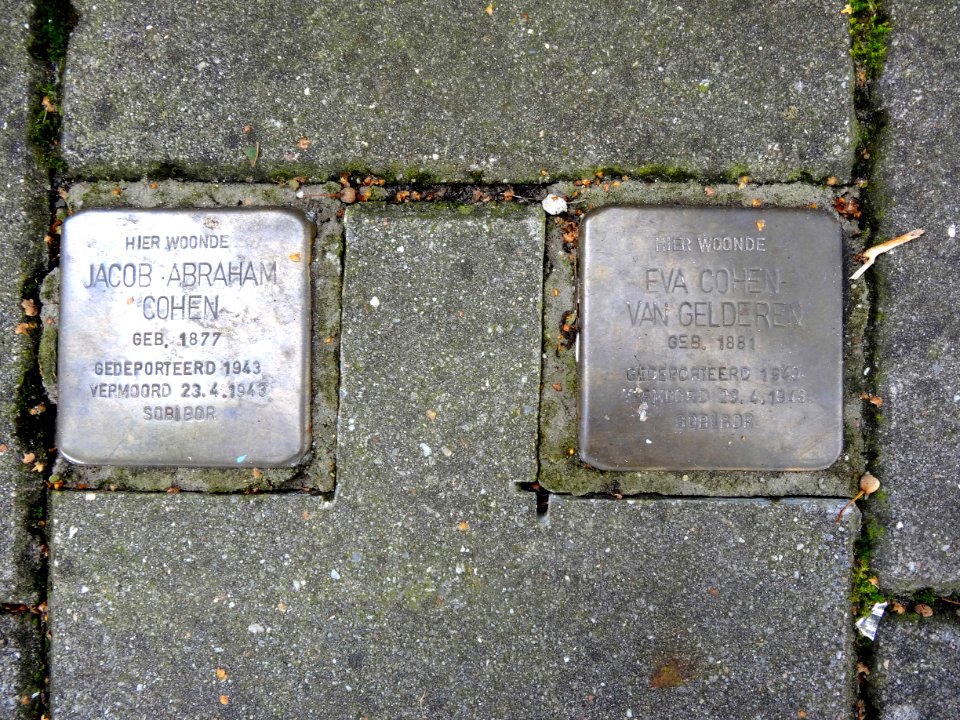 HIER WOONDE
JACOB ABRAHAM
COHEN
GEB. 1877
GEDEPORTEERD 1943
VERMOORD 23.4.1943
SOBIBOR
HIER WOONDE
EVA COHEN-
VAN GELDEREN
GEB. 1881
GEDEPORTEERD 1943
VERMOORD 23.4.1943
SOBIBOR